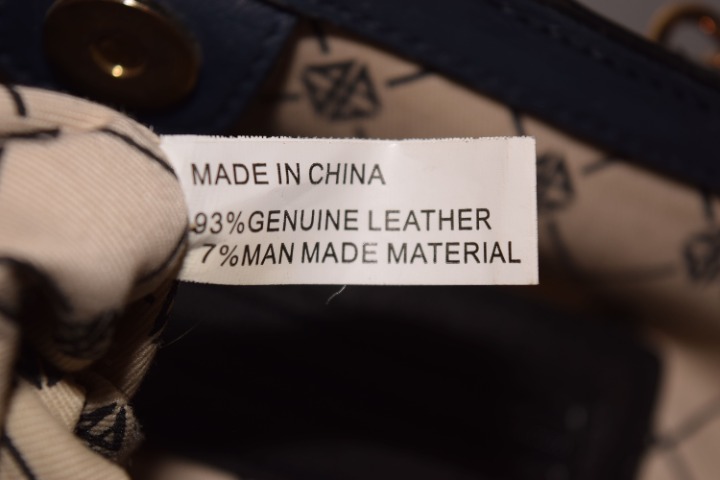 MADE IN CHINA
93%GENUINE LEATHER
7%MAN MADE MATERIAL